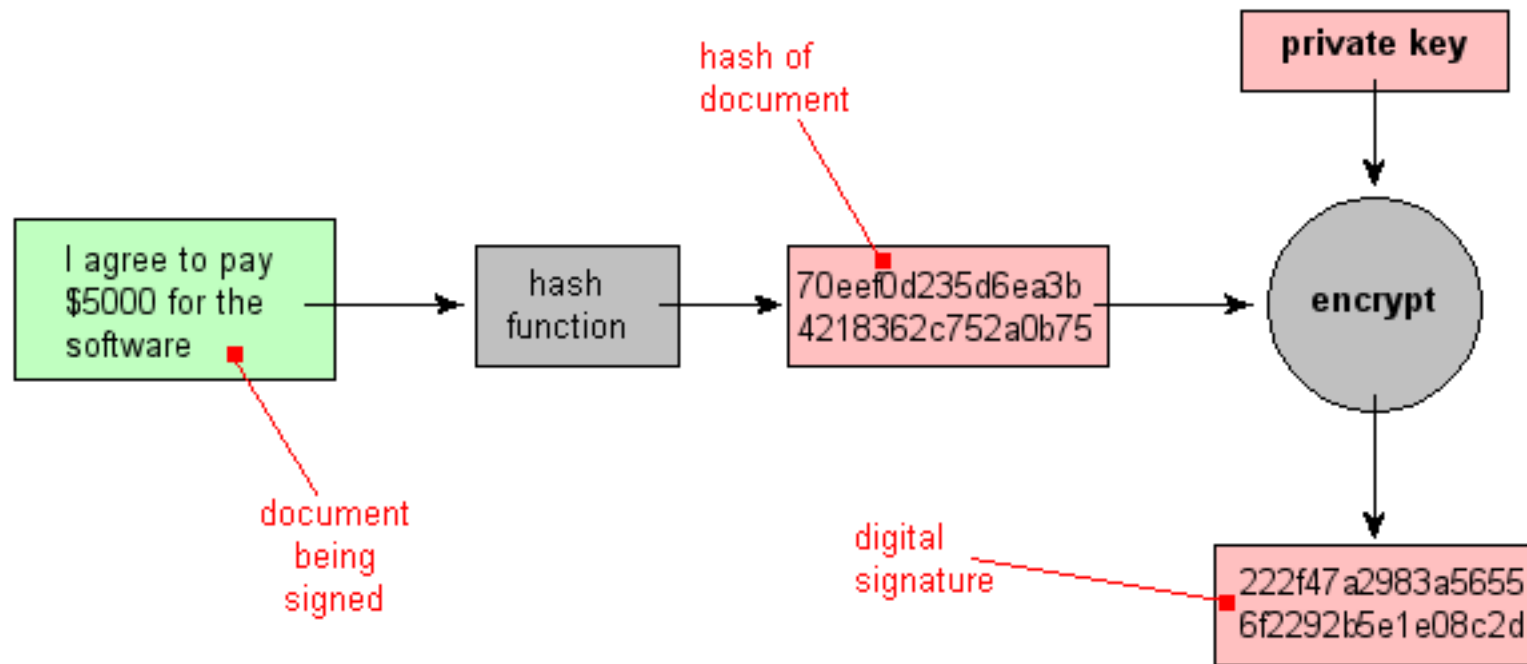 hash of
document
private key
I agree to pay
$5000 for the
software
hash
function
70eef0d235d6ea3b
4218362c752a0b75
encrypt
document
being
signed
digital
signature
222f47a2983a5655
6f2292b5e1e08c2d